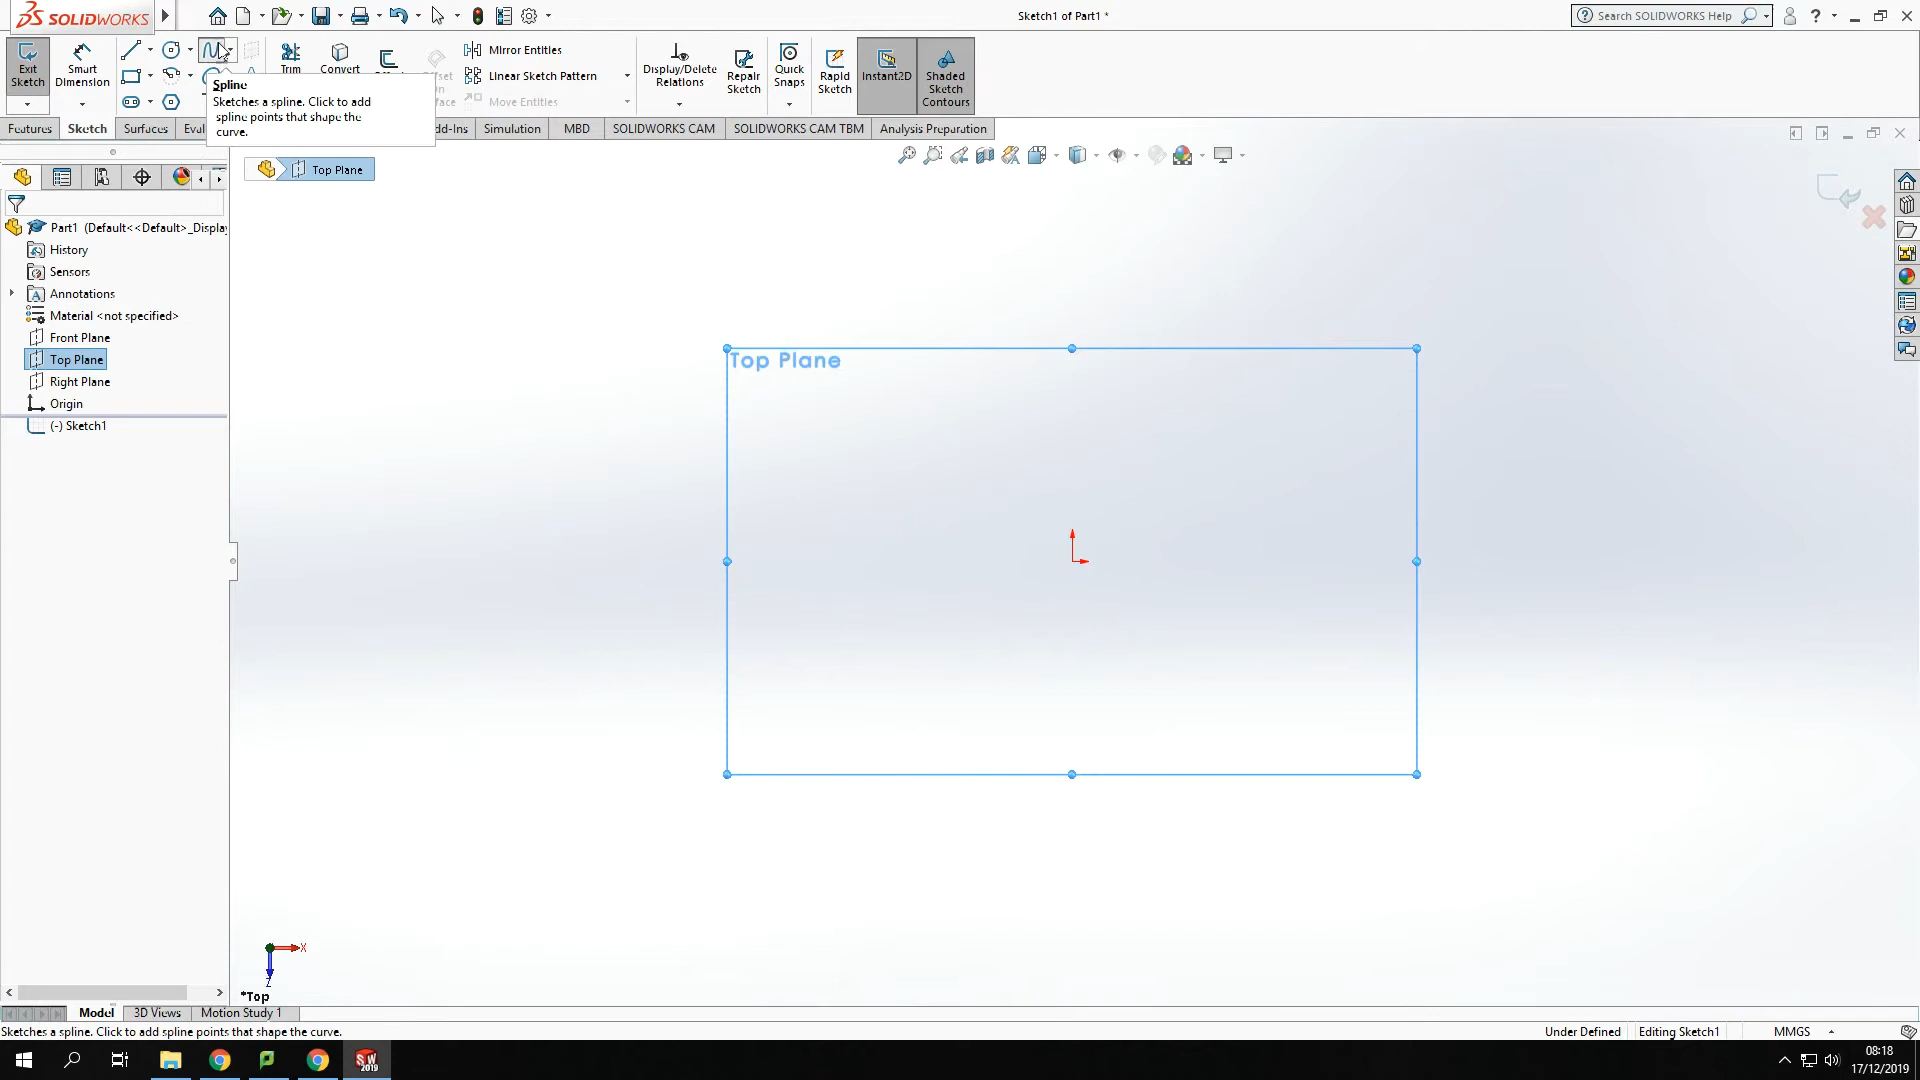 SOLIDWORKS
Sketch1 of Part1 *
Search SOLIDWORKS Help
Exit
Sketch
Smart
Dimension
Trim
Convert
Mirror Entities
Linear Sketch Pattern
Move Entities
Display/Delete
Relations
Repair
Sketch
Quick
Snaps
Rapid
Sketch
Instant2D
Shaded
Sketch
Contours
Spline
Sketches a spline. Click to add
spline points that shape the
curve.
Features
Sketch
Surfaces
Simulation
MBD
SOLIDWORKS CAM
SOLIDWORKS CAM TBM
Analysis Preparation
Top Plane
Part1 (Default<<Default>_Displa
History
Sensors
Annotations
Material <not specified>
Front Plane
Top Plane
Right Plane
Origin
(-) Sketch1
Top Plane
X
Z
*Top
Model
3D Views
Motion Study 1
Sketches a spline. Click to add spline points that shape the curve.
Under Defined
Editing Sketch1
MMGS
SW
2019
08:18
17/12/2019